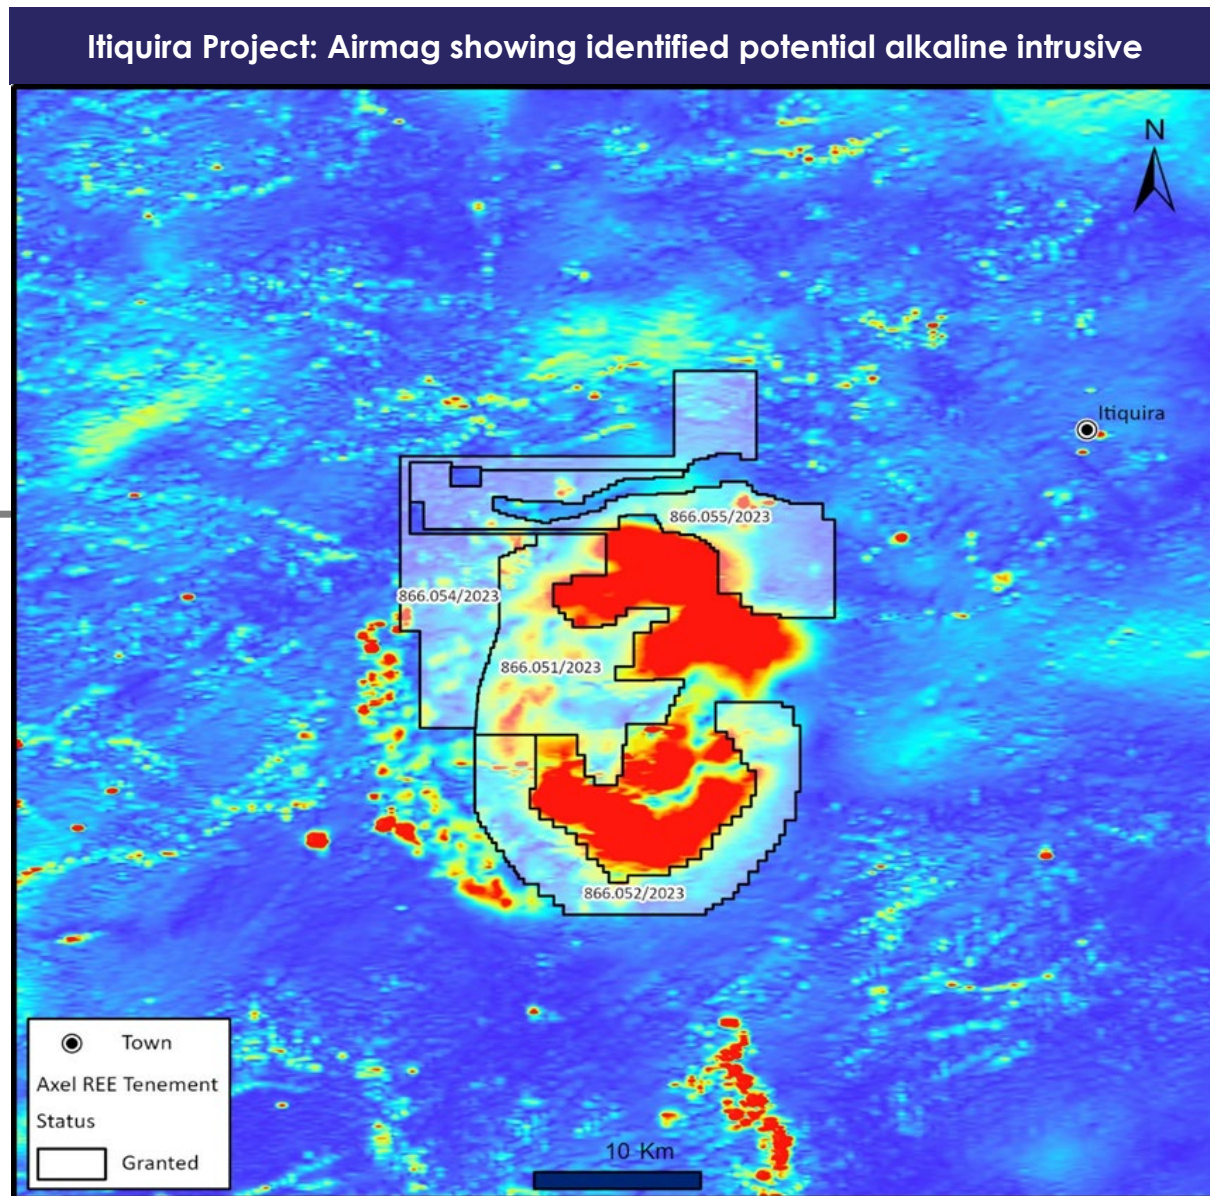 Itiquira Project: Airmag showing identified potential alkaline intrusive
N
Itiquira
866.055/2023
866.054/2023
866.051/2023
866.052/2023
Town
Axel REE Tenement
Status
Granted
10 Km